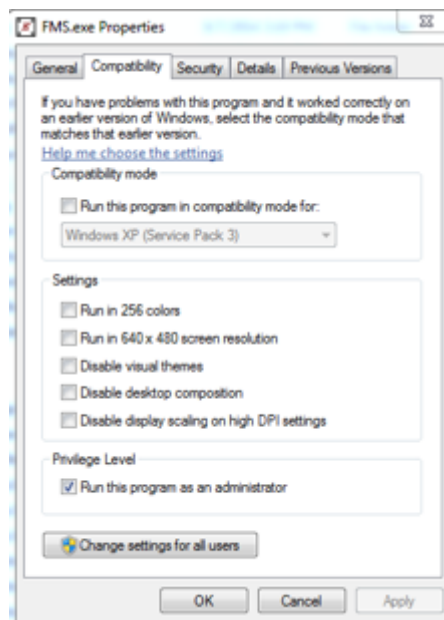 FMS.exe Properties
General Compatibility Security Details Previous Versions
If you have problems with this program and it worked correctly on
an earlier version of Windows, select the compatibility mode that
matches that earlier version.
Help me choose the settings
Compatibility mode
Run this program in compatibility mode for:
Windows XP (Service Pack 3)
Settings
Run in 256 colors
Run in 640 x 480 screen resolution
Disable visual themes
Disable desktop composition
Disable display scaling on high DPI settings
Privilege Level
Run this program as an administrator
Change settings for all users
OK Cancel Apply